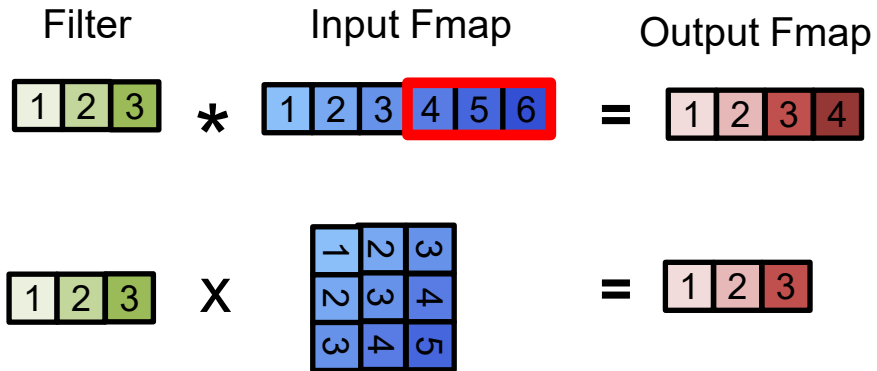 Filter Input Fmap Output Fmap
1 2 3 * 1 2 3 4 5 6 = 1 2 3 4
1 2 3
1 2 3 X 2 3 4 = 1 2 3
3 4 5